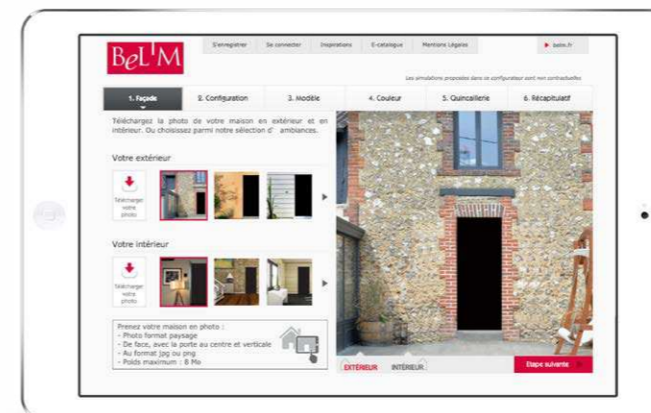 BEL'M
S'enregistrer Se connecter Inspirations E-catalogue Mentions Légales
belm.fr
Les simulations proposées dans ce configurateur sont non contractuelles.
1. Façade 2. Configuration 3. Modèle 4. Couleur 5. Quincaillerie 6. Récapitulatif
Téléchargez la photo de votre maison en extérieur et en
intérieur. Ou choisissez parmi notre sélection d' ambiances.
Votre extérieur
Télécharger
votre
photo
Votre intérieur
Télécharger
votre
photo
Prenez votre maison en photo :
- Photo format paysage
- De face, avec la porte au centre et verticale
- Au format jpg ou png
- Poids maximum : 8 Mo
EXTÉRIEUR INTÉRIEUR
Etape suivante